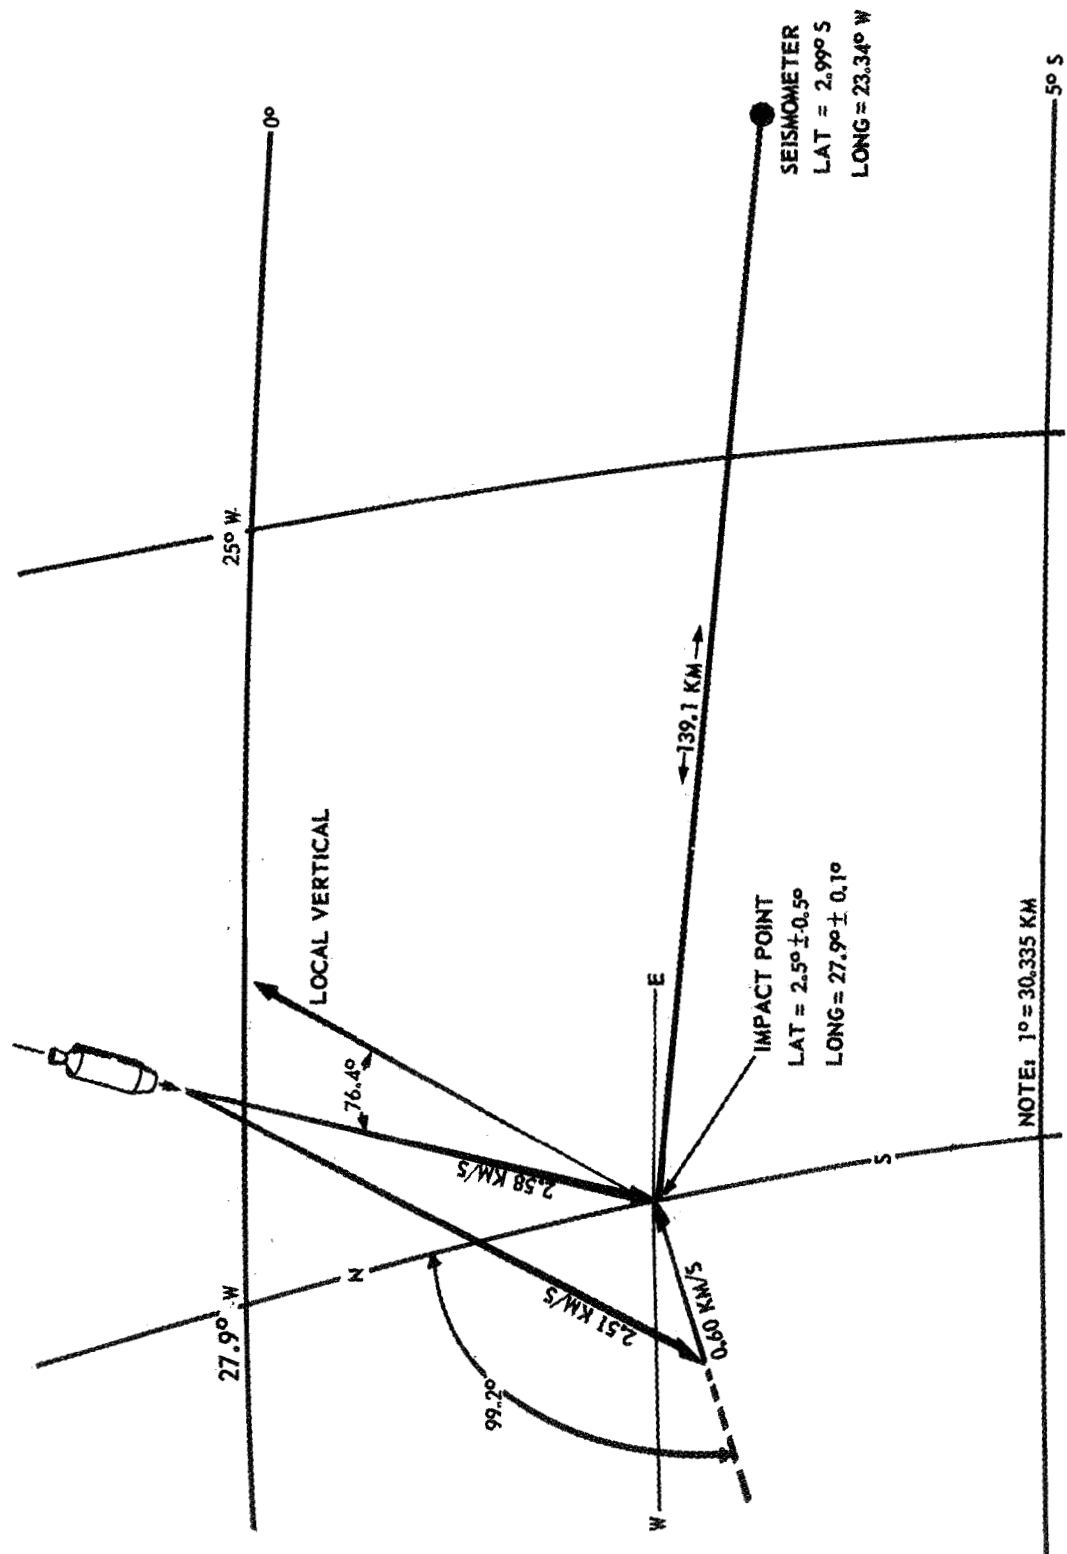 0°
25° W
27.9° W
5° S
SEISMOMETER
LAT = 2.99° S
LONG = 23.34° W
LOCAL VERTICAL
76.4°
2.58 KM/S
2.51 KM/S
0.60 KM/S
99.2°
139.1 KM
N
S
E
W
IMPACT POINT
LAT = 2.5° ± 0.5°
LONG = 27.9° ± 0.1°
NOTE: 1° = 30.335 KM